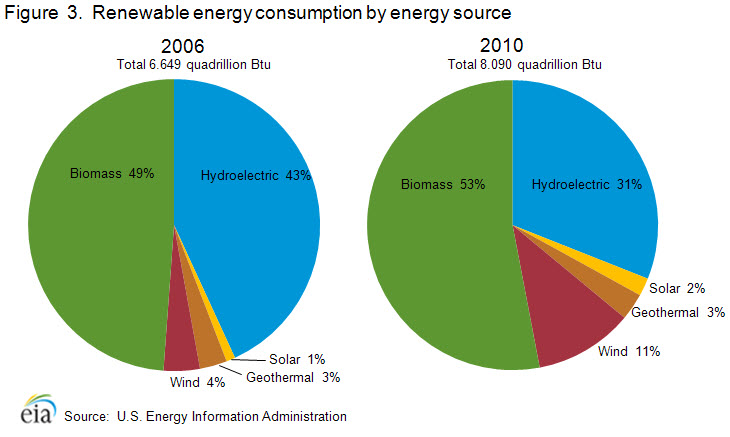 Figure 3. Renewable energy consumption by energy source
2006
Total 6.649 quadrillion Btu
Biomass 49%
Hydroelectric 43%
Solar 1%
Geothermal 3%
Wind 4%
2010
Total 8.090 quadrillion Btu
Biomass 53%
Hydroelectric 31%
Solar 2%
Geothermal 3%
Wind 11%
eia
Source: U.S. Energy Information Administration